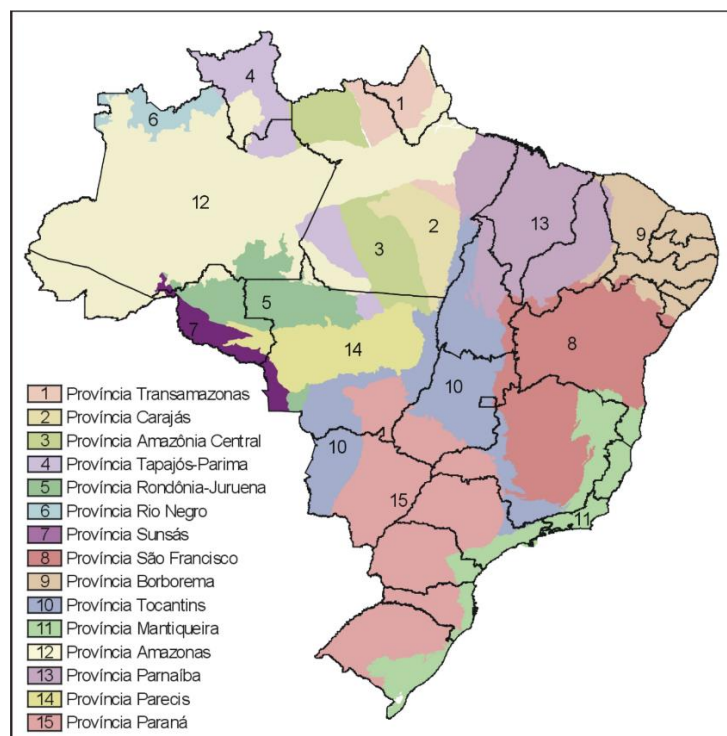 4
1
6
12
2
3
13
9
5
7
14
8
10
10
15
11
1 Província Transamazonas
2 Província Carajás
3 Província Amazônia Central
4 Província Tapajós-Parima
5 Província Rondônia-Juruena
6 Província Rio Negro
7 Província Sunsás
8 Província São Francisco
9 Província Borborema
10 Província Tocantins
11 Província Mantiqueira
12 Província Amazonas
13 Província Parnaíba
14 Província Parecis
15 Província Paraná